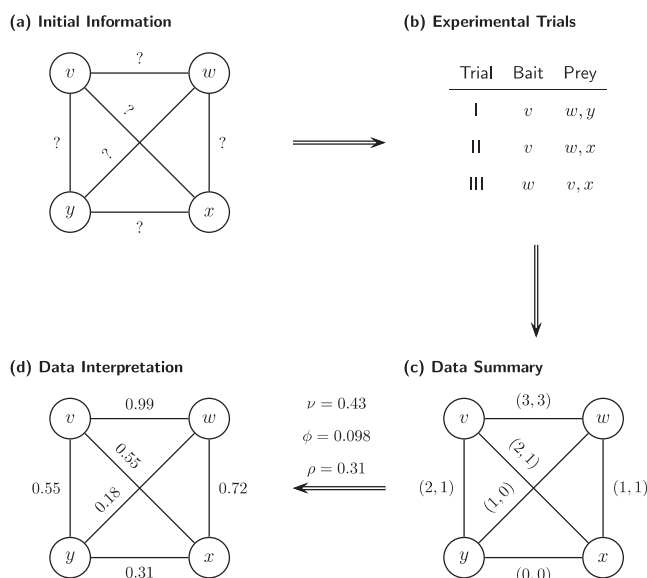 (a) Initial Information
?
v
w
?
?
?
?
y
x
?
(b) Experimental Trials
Trial Bait Prey
I v w, y
II v w, x
III w v, x
(d) Data Interpretation
0.99
v
w
0.55
0.55
0.18
0.72
y
x
0.31
ν = 0.43
ϕ = 0.098
ρ = 0.31
(c) Data Summary
(3, 3)
v
w
(2, 1)
(2, 1)
(1, 0)
(1, 1)
y
x
(0, 0)